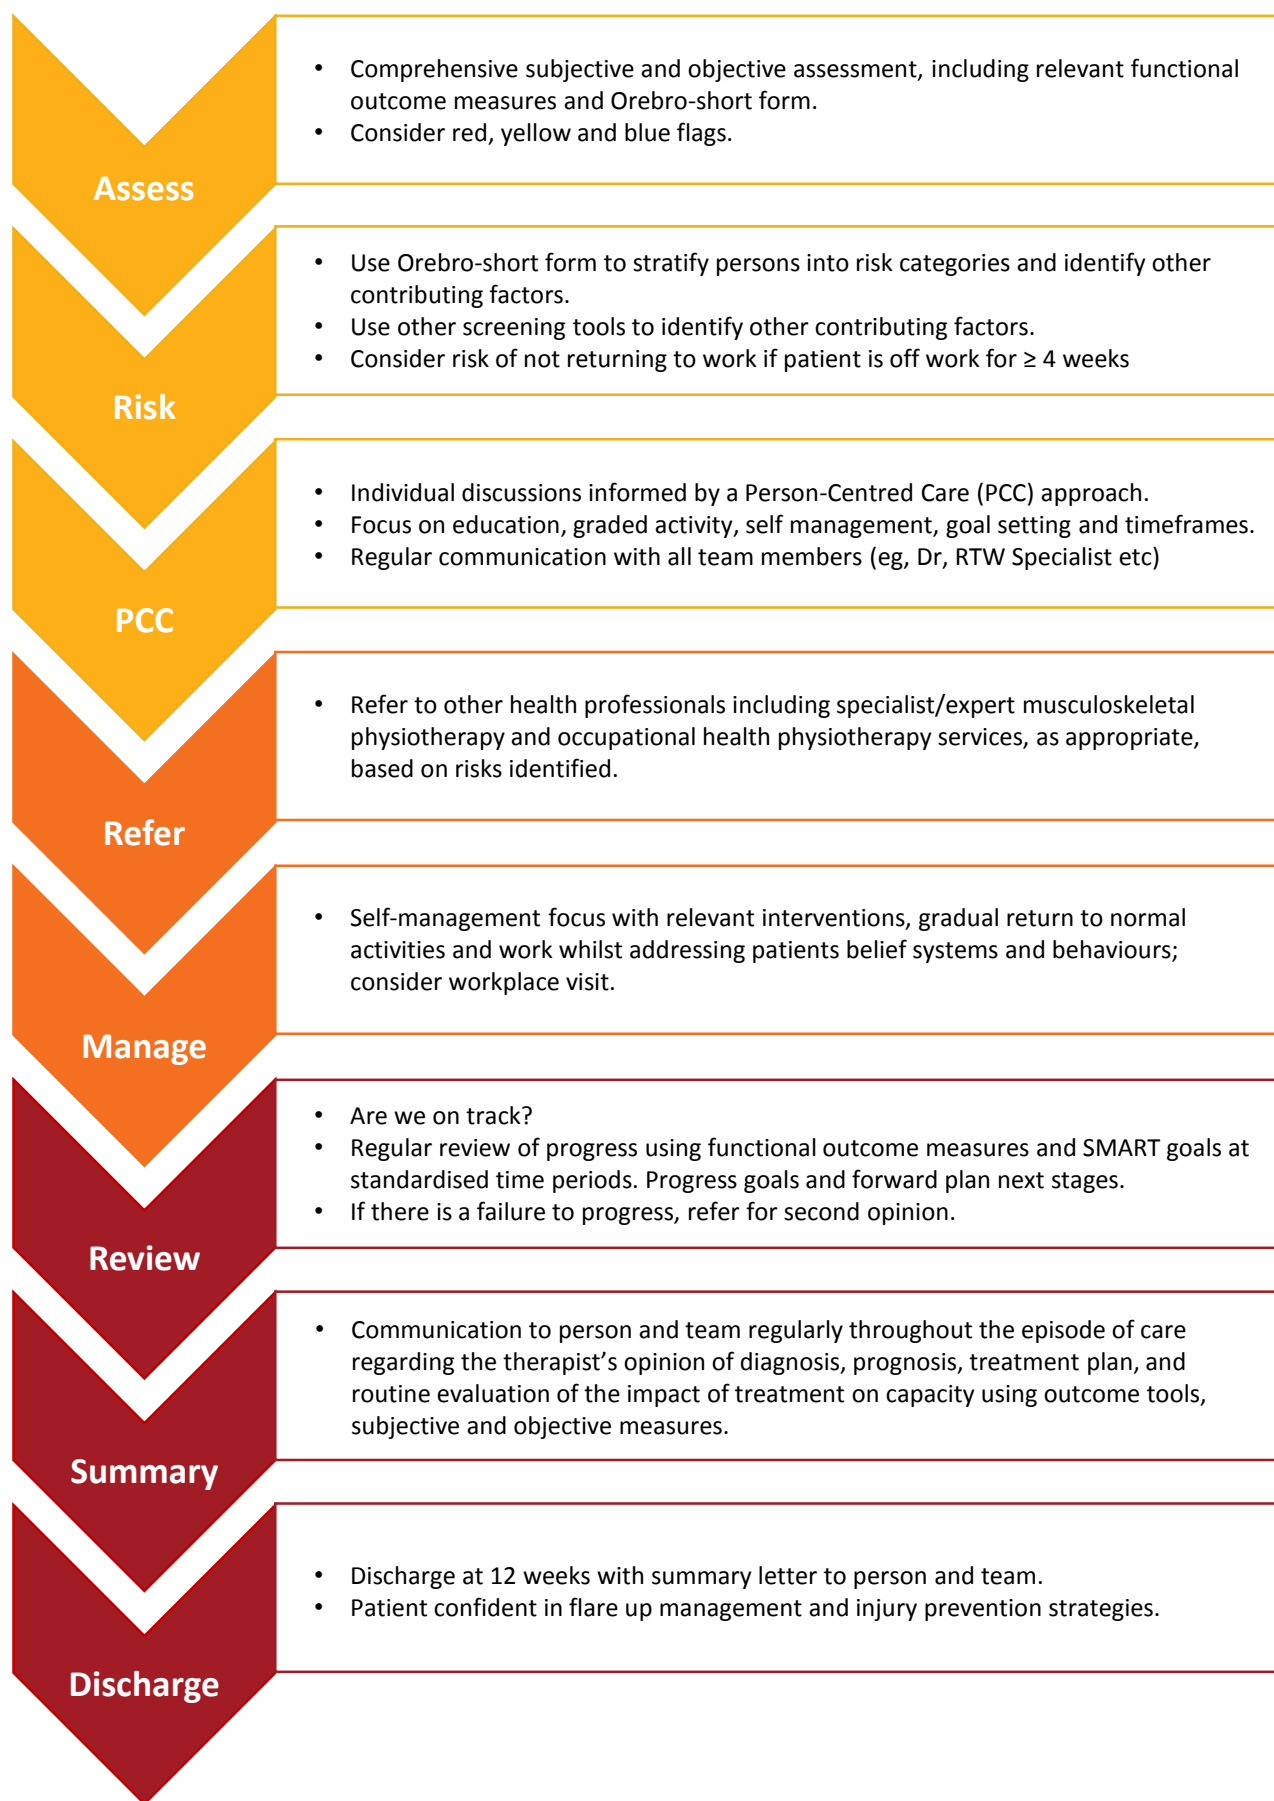 • Comprehensive subjective and objective assessment, including relevant functional
outcome measures and Orebro-short form.
• Consider red, yellow and blue flags.
Assess
• Use Orebro-short form to stratify persons into risk categories and identify other
contributing factors.
• Use other screening tools to identify other contributing factors.
• Consider risk of not returning to work if patient is off work for ≥ 4 weeks
Risk
• Individual discussions informed by a Person-Centred Care (PCC) approach.
• Focus on education, graded activity, self management, goal setting and timeframes.
• Regular communication with all team members (eg, Dr, RTW Specialist etc)
PCC
• Refer to other health professionals including specialist/expert musculoskeletal
physiotherapy and occupational health physiotherapy services, as appropriate,
based on risks identified.
Refer
• Self-management focus with relevant interventions, gradual return to normal
activities and work whilst addressing patients belief systems and behaviours;
consider workplace visit.
Manage
• Are we on track?
• Regular review of progress using functional outcome measures and SMART goals at
standardised time periods. Progress goals and forward plan next stages.
• If there is a failure to progress, refer for second opinion.
Review
• Communication to person and team regularly throughout the episode of care
regarding the therapist’s opinion of diagnosis, prognosis, treatment plan, and
routine evaluation of the impact of treatment on capacity using outcome tools,
subjective and objective measures.
Summary
• Discharge at 12 weeks with summary letter to person and team.
• Patient confident in flare up management and injury prevention strategies.
Discharge